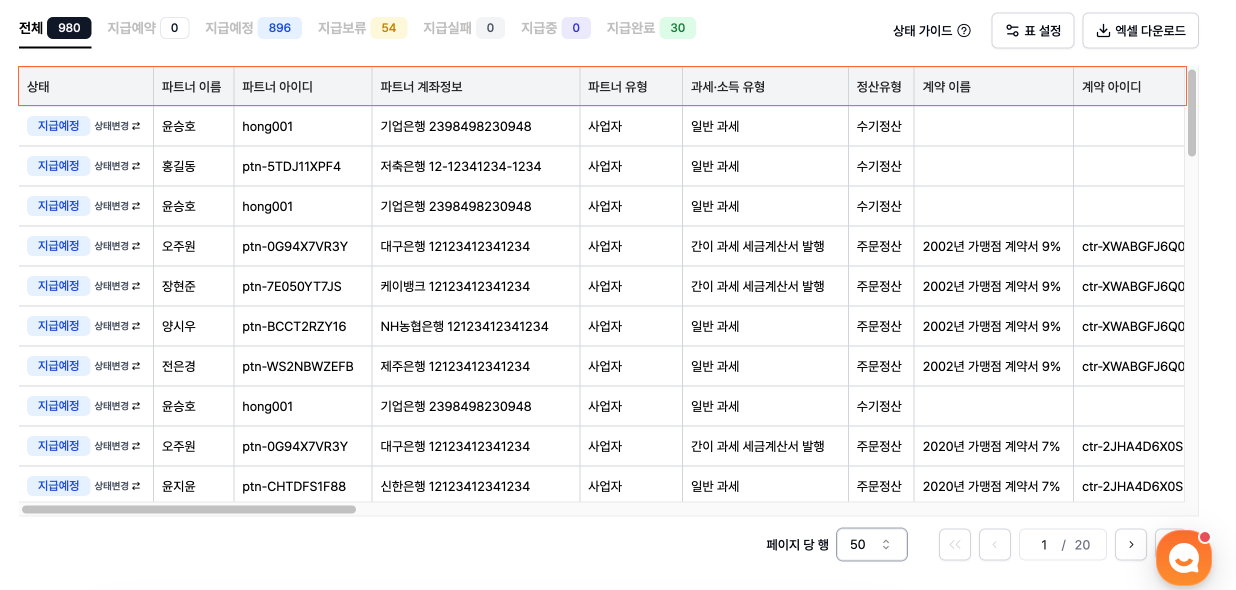 전체 980 지급예약 0 지급예정 896 지급보류 54 지급실패 0 지급중 0 지급완료 30 상태 가이드 표 설정 엑셀 다운로드
상태 파트너 이름 파트너 아이디 파트너 계좌정보 파트너 유형 과세·소득 유형 정산유형 계약 이름 계약 아이디
지급예정 상태변경 윤승호 hong001 기업은행 2398498230948 사업자 일반 과세 수기정산
지급예정 상태변경 홍길동 ptn-5TDJ11XPF4 저축은행 12-12341234-1234 사업자 일반 과세 수기정산
지급예정 상태변경 윤승호 hong001 기업은행 2398498230948 사업자 일반 과세 수기정산
지급예정 상태변경 오주원 ptn-0G94X7VR3Y 대구은행 12123412341234 사업자 간이 과세 세금계산서 발행 주문정산 2002년 가맹점 계약서 9% ctr-XWABGFJ6Q0
지급예정 상태변경 장현준 ptn-7E050YT7JS 케이뱅크 12123412341234 사업자 간이 과세 세금계산서 발행 주문정산 2002년 가맹점 계약서 9% ctr-XWABGFJ6Q0
지급예정 상태변경 양시우 ptn-BCCT2RZY16 NH농협은행 12123412341234 사업자 일반 과세 주문정산 2002년 가맹점 계약서 9% ctr-XWABGFJ6Q0
지급예정 상태변경 전은경 ptn-WS2NBWZEFB 제주은행 12123412341234 사업자 일반 과세 주문정산 2002년 가맹점 계약서 9% ctr-XWABGFJ6Q0
지급예정 상태변경 윤승호 hong001 기업은행 2398498230948 사업자 일반 과세 수기정산
지급예정 상태변경 오주원 ptn-0G94X7VR3Y 대구은행 12123412341234 사업자 간이 과세 세금계산서 발행 주문정산 2020년 가맹점 계약서 7% ctr-2JHA4D6X0S
지급예정 상태변경 윤지윤 ptn-CHTDFS1F88 신한은행 12123412341234 사업자 일반 과세 주문정산 2020년 가맹점 계약서 7% ctr-2JHA4D6X0S
페이지 당 행 50 1 / 20